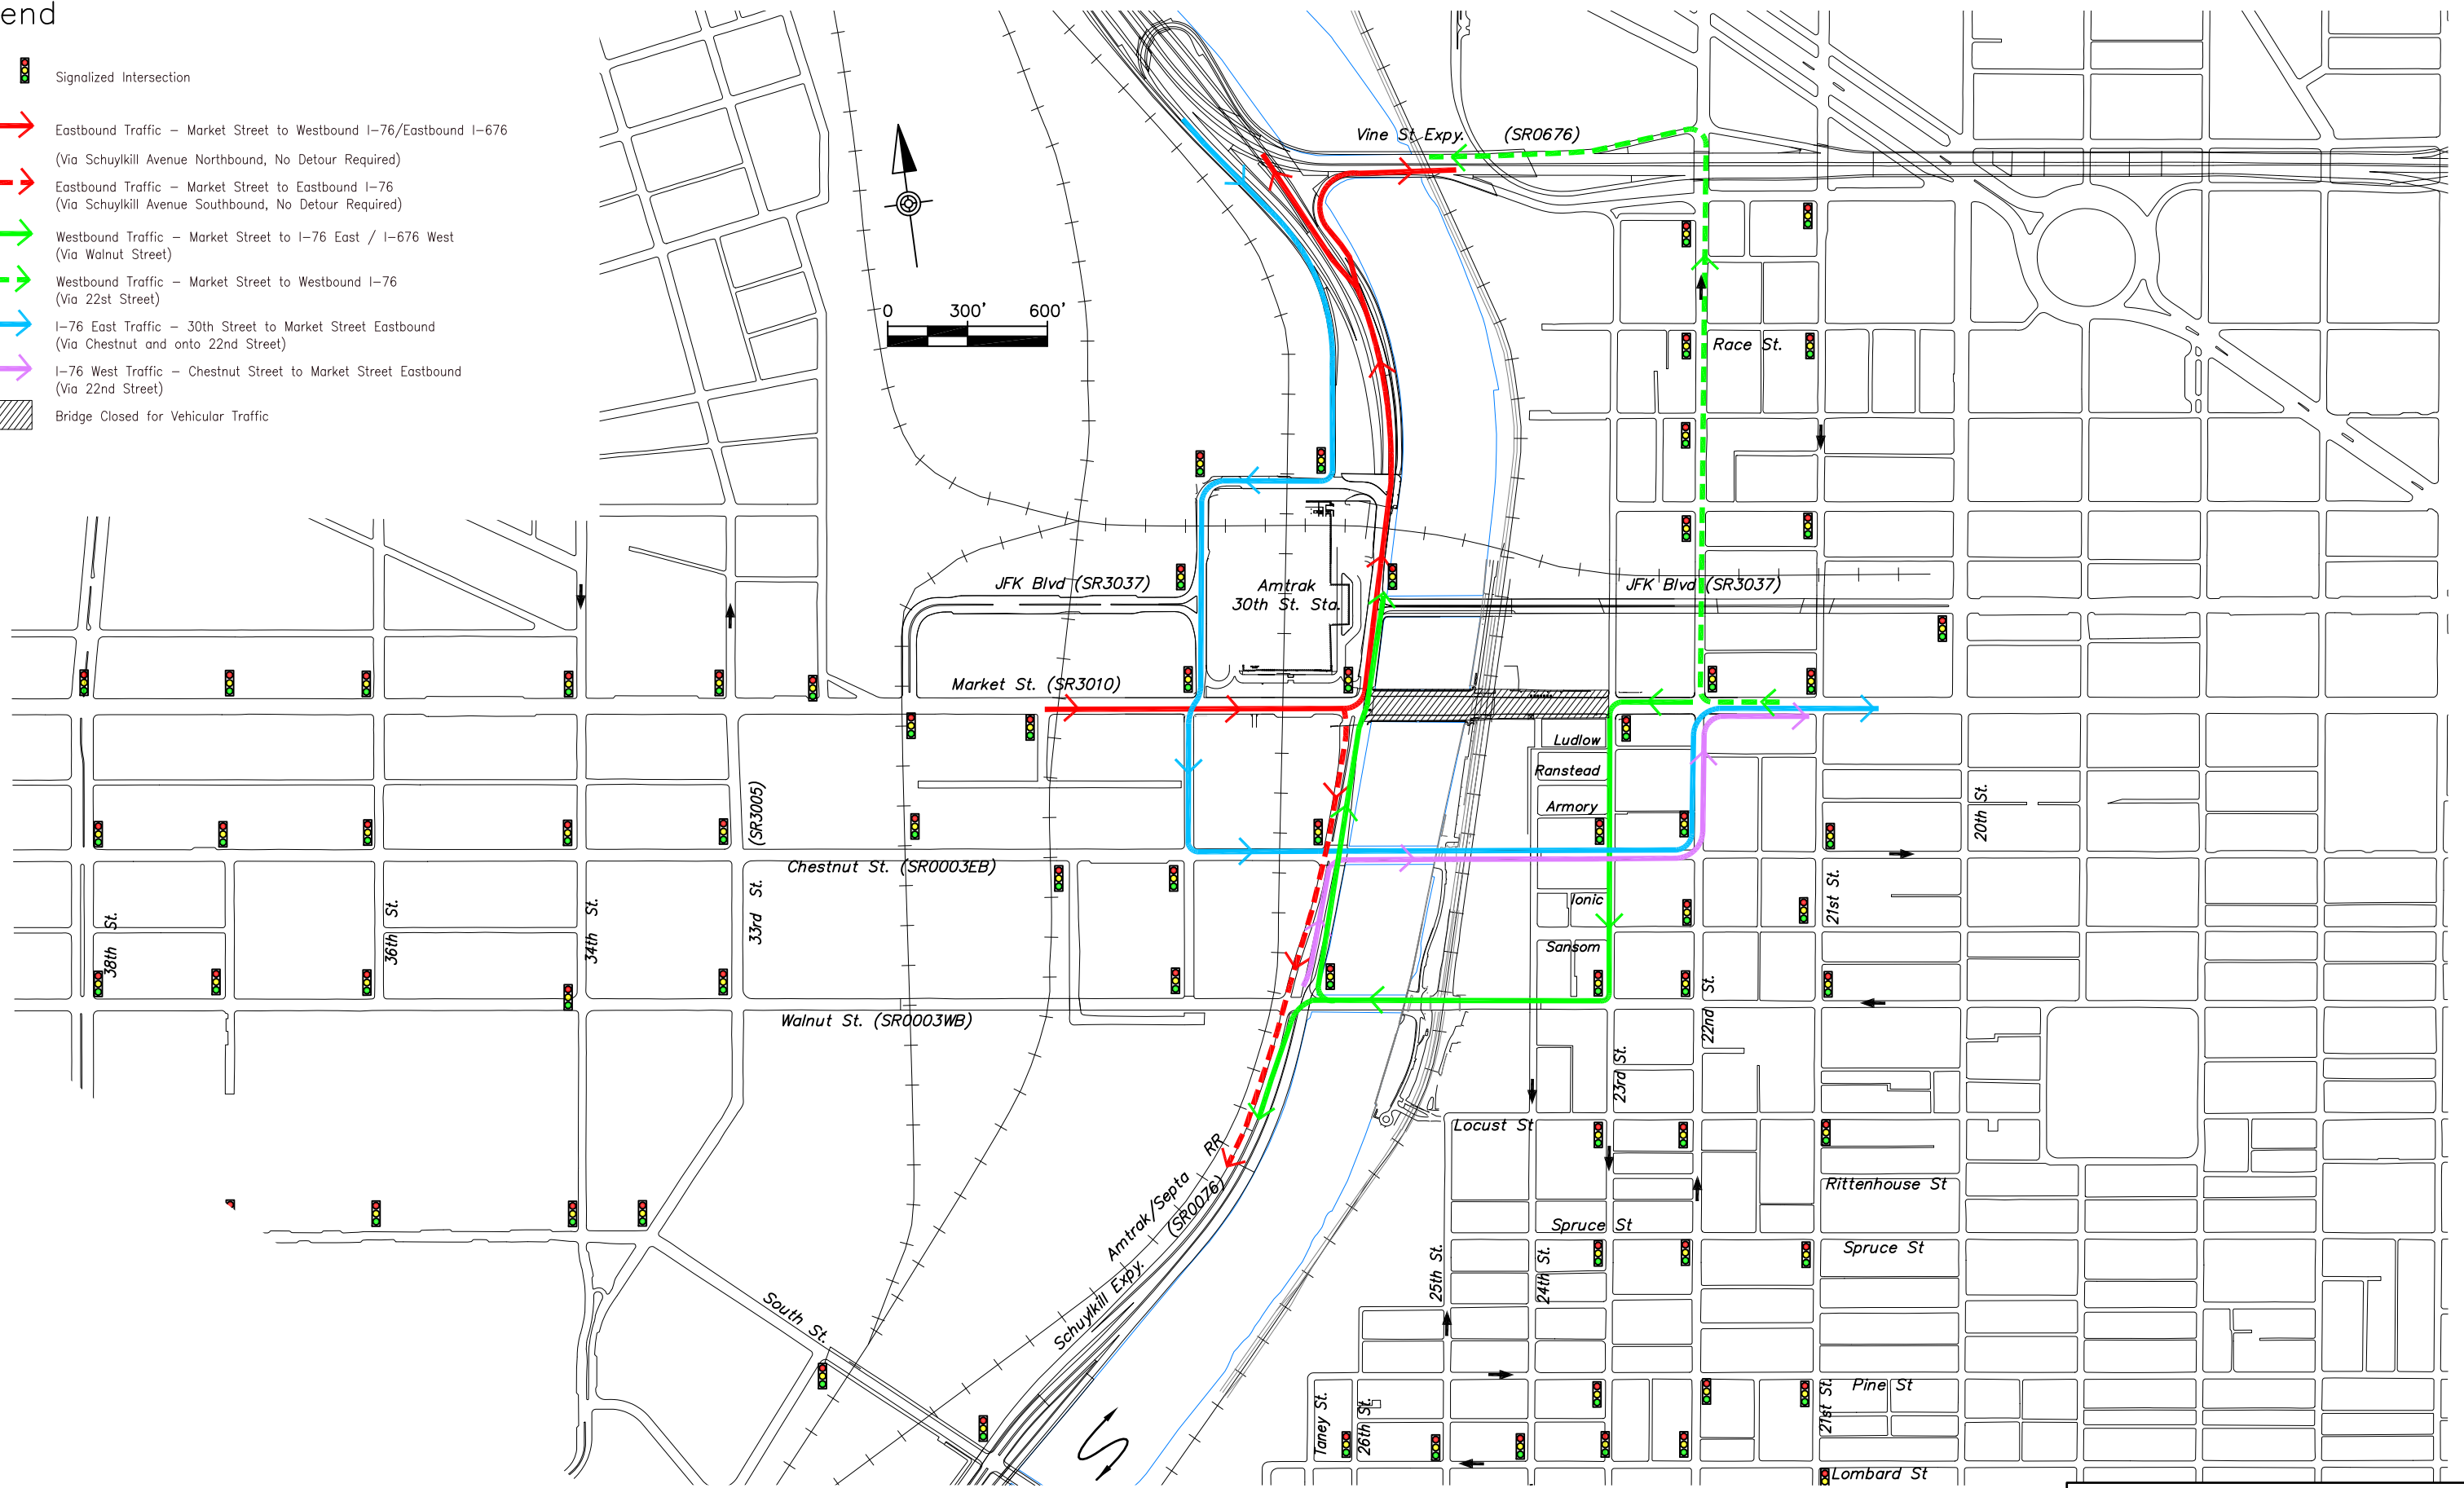 end
Signalized Intersection
Eastbound Traffic – Market Street to Westbound I–76/Eastbound I–676
(Via Schuylkill Avenue Northbound, No Detour Required)
Eastbound Traffic – Market Street to Eastbound I–76
(Via Schuylkill Avenue Southbound, No Detour Required)
Westbound Traffic – Market Street to I–76 East / I–676 West
(Via Walnut Street)
Westbound Traffic – Market Street to Westbound I–76
(Via 22st Street)
I–76 East Traffic – 30th Street to Market Street Eastbound
(Via Chestnut and onto 22nd Street)
I–76 West Traffic – Chestnut Street to Market Street Eastbound
(Via 22nd Street)
Bridge Closed for Vehicular Traffic
Vine St Expy. (SR0676)
0 300' 600'
Race St.
JFK Blvd (SR3037)
Amtrak
30th St. Sta.
JFK Blvd (SR3037)
Market St. (SR3010)
Ludlow
Ranstead
Armory
20th St.
(SR3005)
33rd St.
Chestnut St. (SR0003EB)
Ionic
Sansom
21st St.
38th St.
36th St.
34th St.
22nd St.
Walnut St. (SR0003WB)
23rd St.
Locust St
Rittenhouse St
Spruce St
Spruce St
Amtrak/Septa RR
(SR0076)
Schuylkill Expy.
South St.
25th St.
24th St.
Pine St
Taney St.
26th St.
21st St.
Lombard St